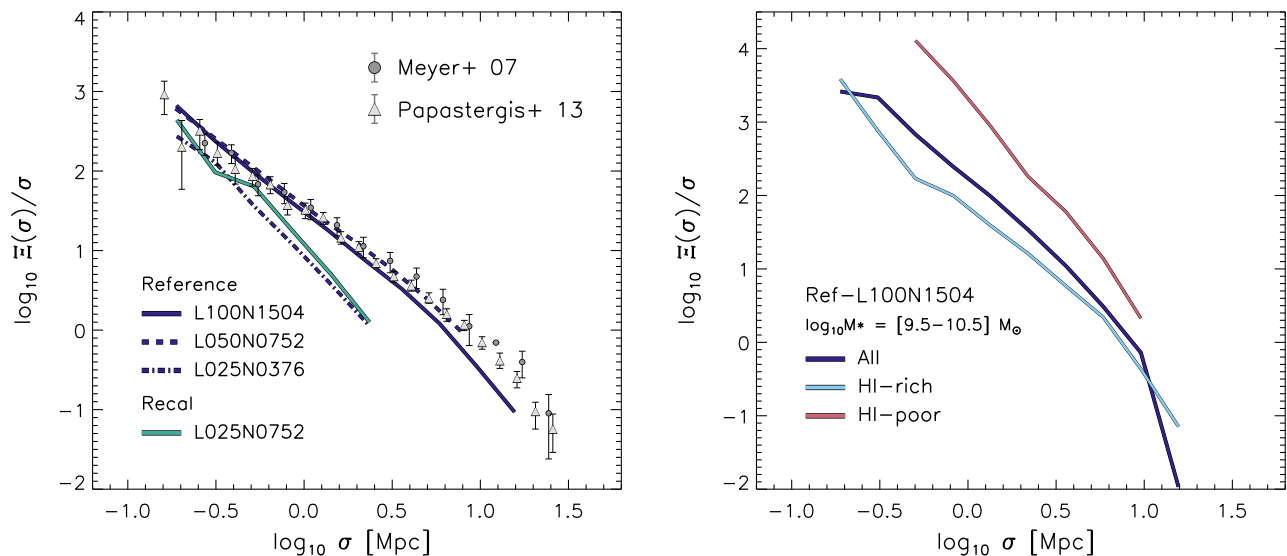 4
3
2
1
0
−1
−2
log₁₀ Ξ(σ)/σ
Meyer+ 07
Papastergis+ 13
Reference
L100N1504
L050N0752
L025N0376
Recal
L025N0752
−1.0 −0.5 0.0 0.5 1.0 1.5
log₁₀ σ [Mpc]
4
3
2
1
0
−1
−2
log₁₀ Ξ(σ)/σ
Ref−L100N1504
log₁₀M* = [9.5−10.5] M☉
All
HI−rich
HI−poor
−1.0 −0.5 0.0 0.5 1.0 1.5
log₁₀ σ [Mpc]